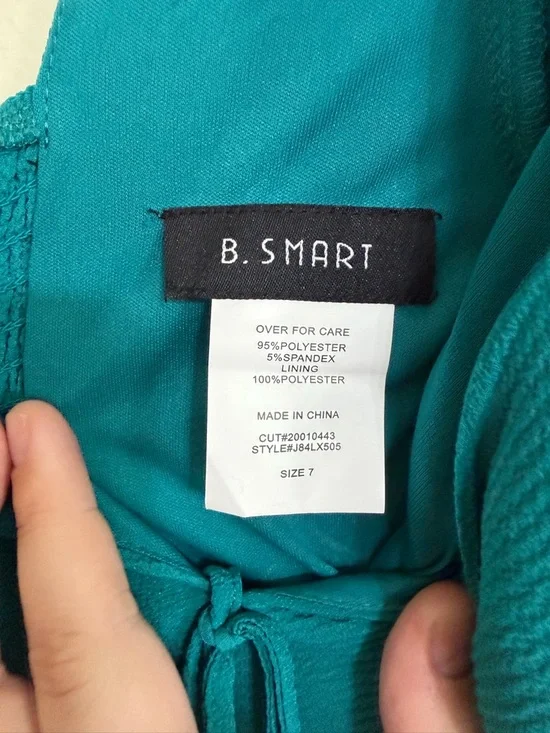 B. SMART
OVER FOR CARE
95%POLYESTER
5%SPANDEX
LINING
100%POLYESTER
MADE IN CHINA
CUT#20010443
STYLE#J84LX505
SIZE 7